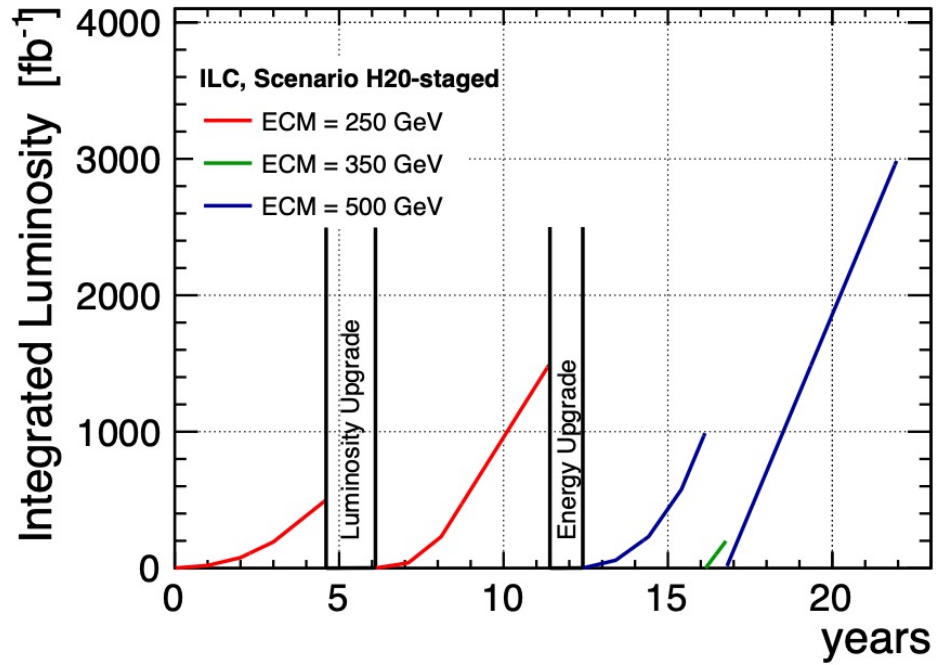 Integrated Luminosity [fb⁻¹]
4000
3000
2000
1000
0
ILC, Scenario H20-staged
ECM = 250 GeV
ECM = 350 GeV
ECM = 500 GeV
Luminosity Upgrade
Energy Upgrade
0 5 10 15 20
years